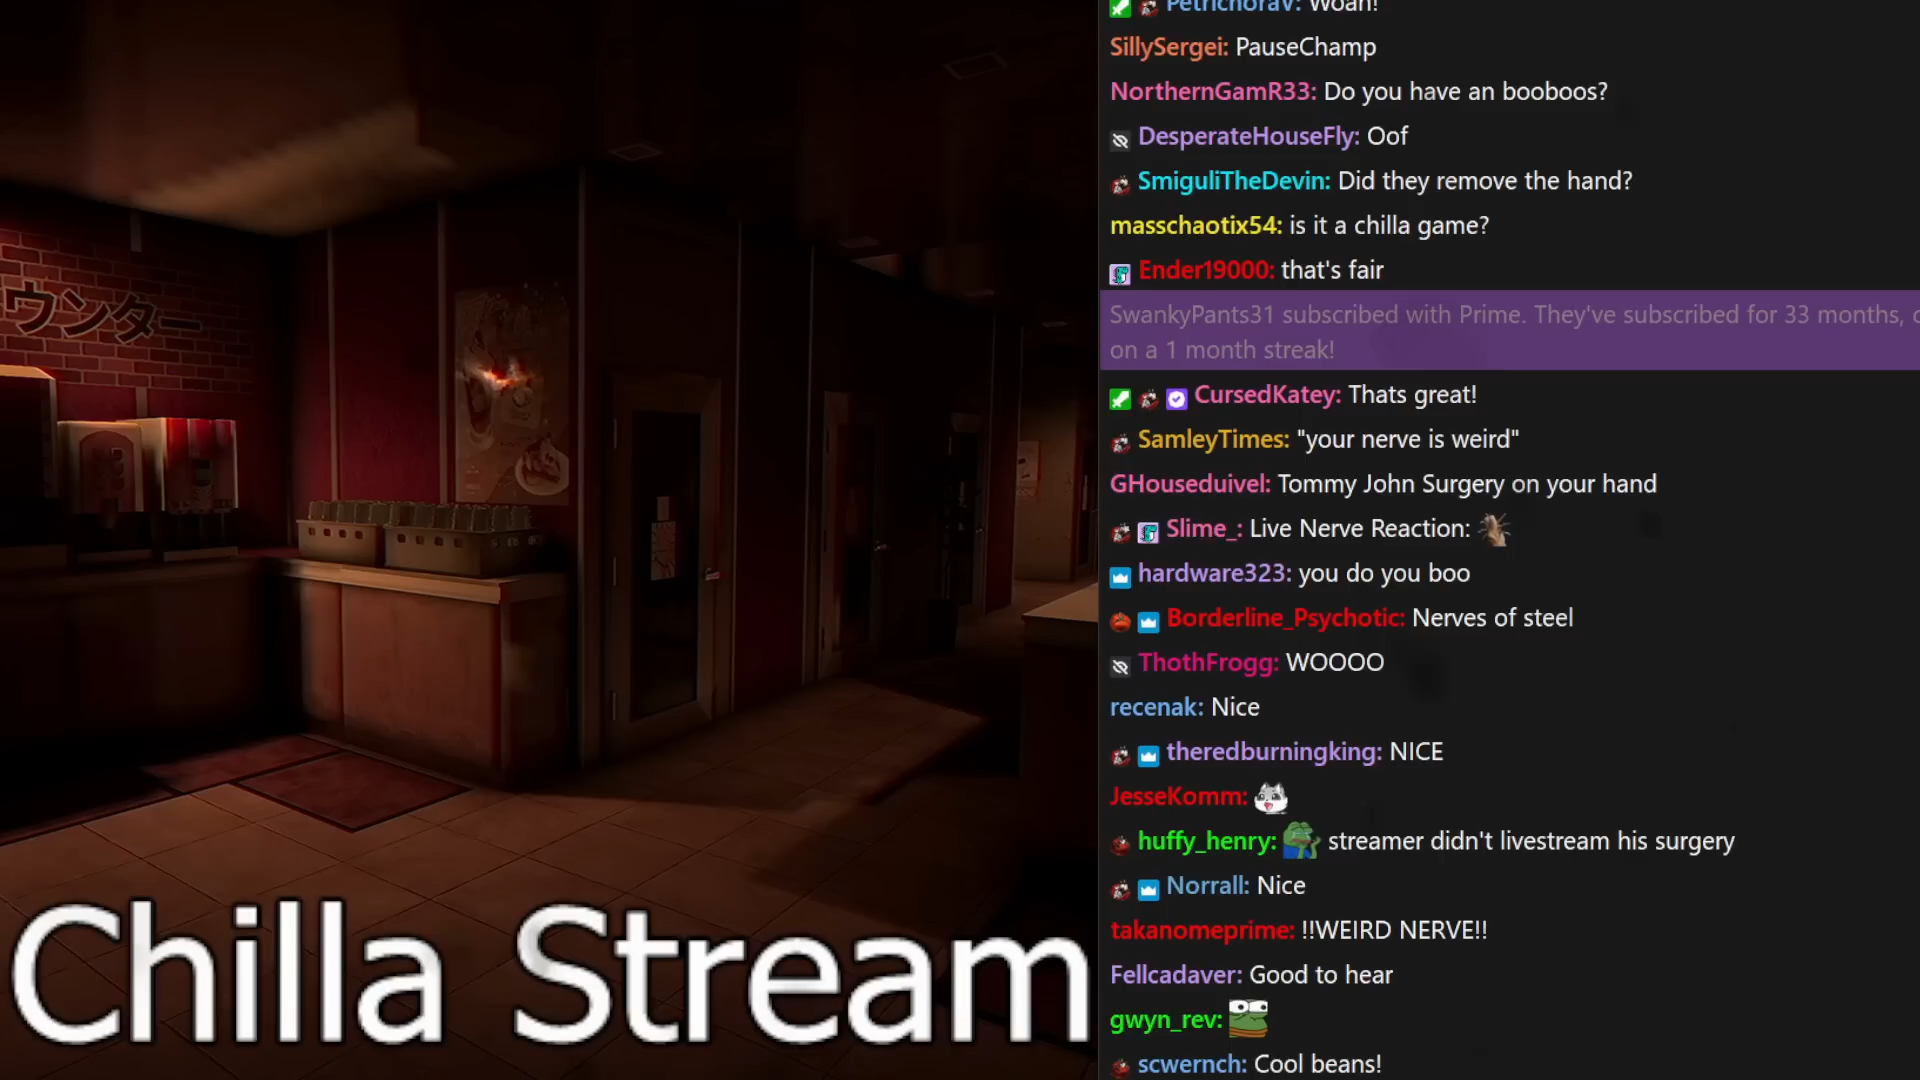 PetrichoraV: Woah!
SillySergei: PauseChamp
NorthernGamR33: Do you have an booboos?
DesperateHouseFly: Oof
SmiguliTheDevin: Did they remove the hand?
masschaotix54: is it a chilla game?
Ender19000: that's fair
SwankyPants31 subscribed with Prime. They've subscribed for 33 months,
on a 1 month streak!
CursedKatey: Thats great!
SamleyTimes: "your nerve is weird"
GHouseduivel: Tommy John Surgery on your hand
Slime_: Live Nerve Reaction:
hardware323: you do you boo
Borderline_Psychotic: Nerves of steel
ThothFrogg: WOOOO
recenak: Nice
theredburningking: NICE
JesseKomm:
huffy_henry: streamer didn't livestream his surgery
Norrall: Nice
takanomeprime: !!WEIRD NERVE!!
Fellcadaver: Good to hear
gwyn_rev:
scwernch: Cool beans!
ウンター
Chilla Stream